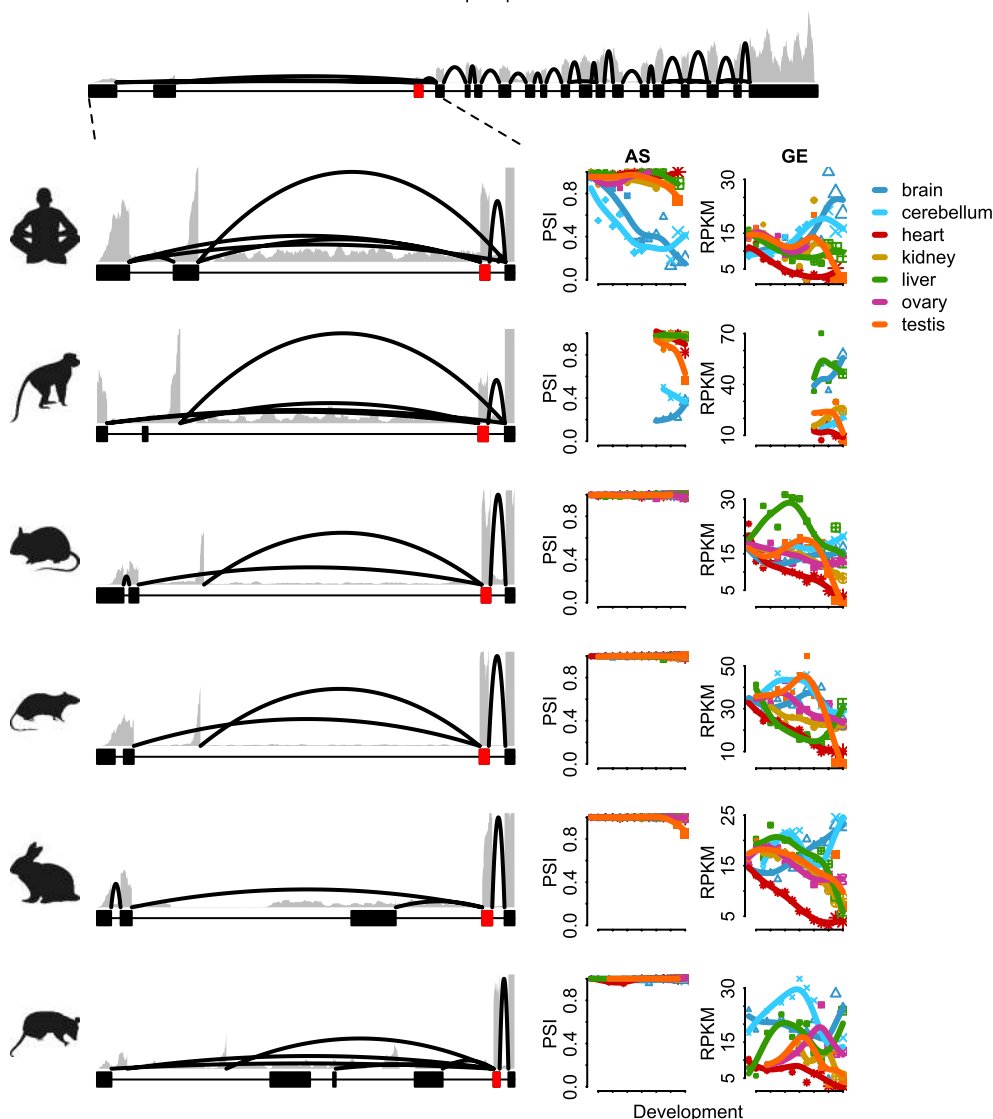 AS GE
PSI 0.0 0.4 0.8
RPKM 5 15 30
brain
cerebellum
heart
kidney
liver
ovary
testis
PSI 0.0 0.4 0.8
RPKM 10 40 70
PSI 0.0 0.4 0.8
RPKM 5 15 30
PSI 0.0 0.4 0.8
RPKM 10 30 50
PSI 0.0 0.4 0.8
RPKM 5 15 25
PSI 0.0 0.4 0.8
RPKM 5 15 30
Development